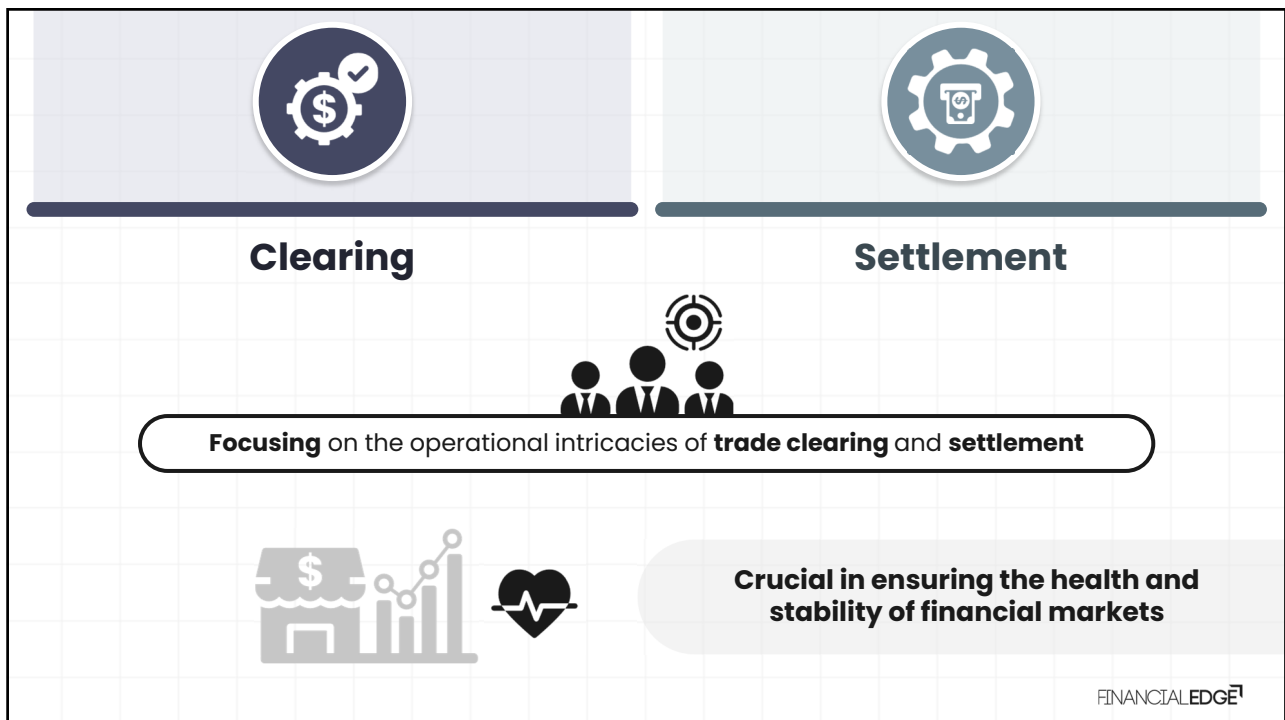 Clearing
Settlement
Focusing on the operational intricacies of trade clearing and settlement
Crucial in ensuring the health and
stability of financial markets
$
$
$
FINANCIALEDGE